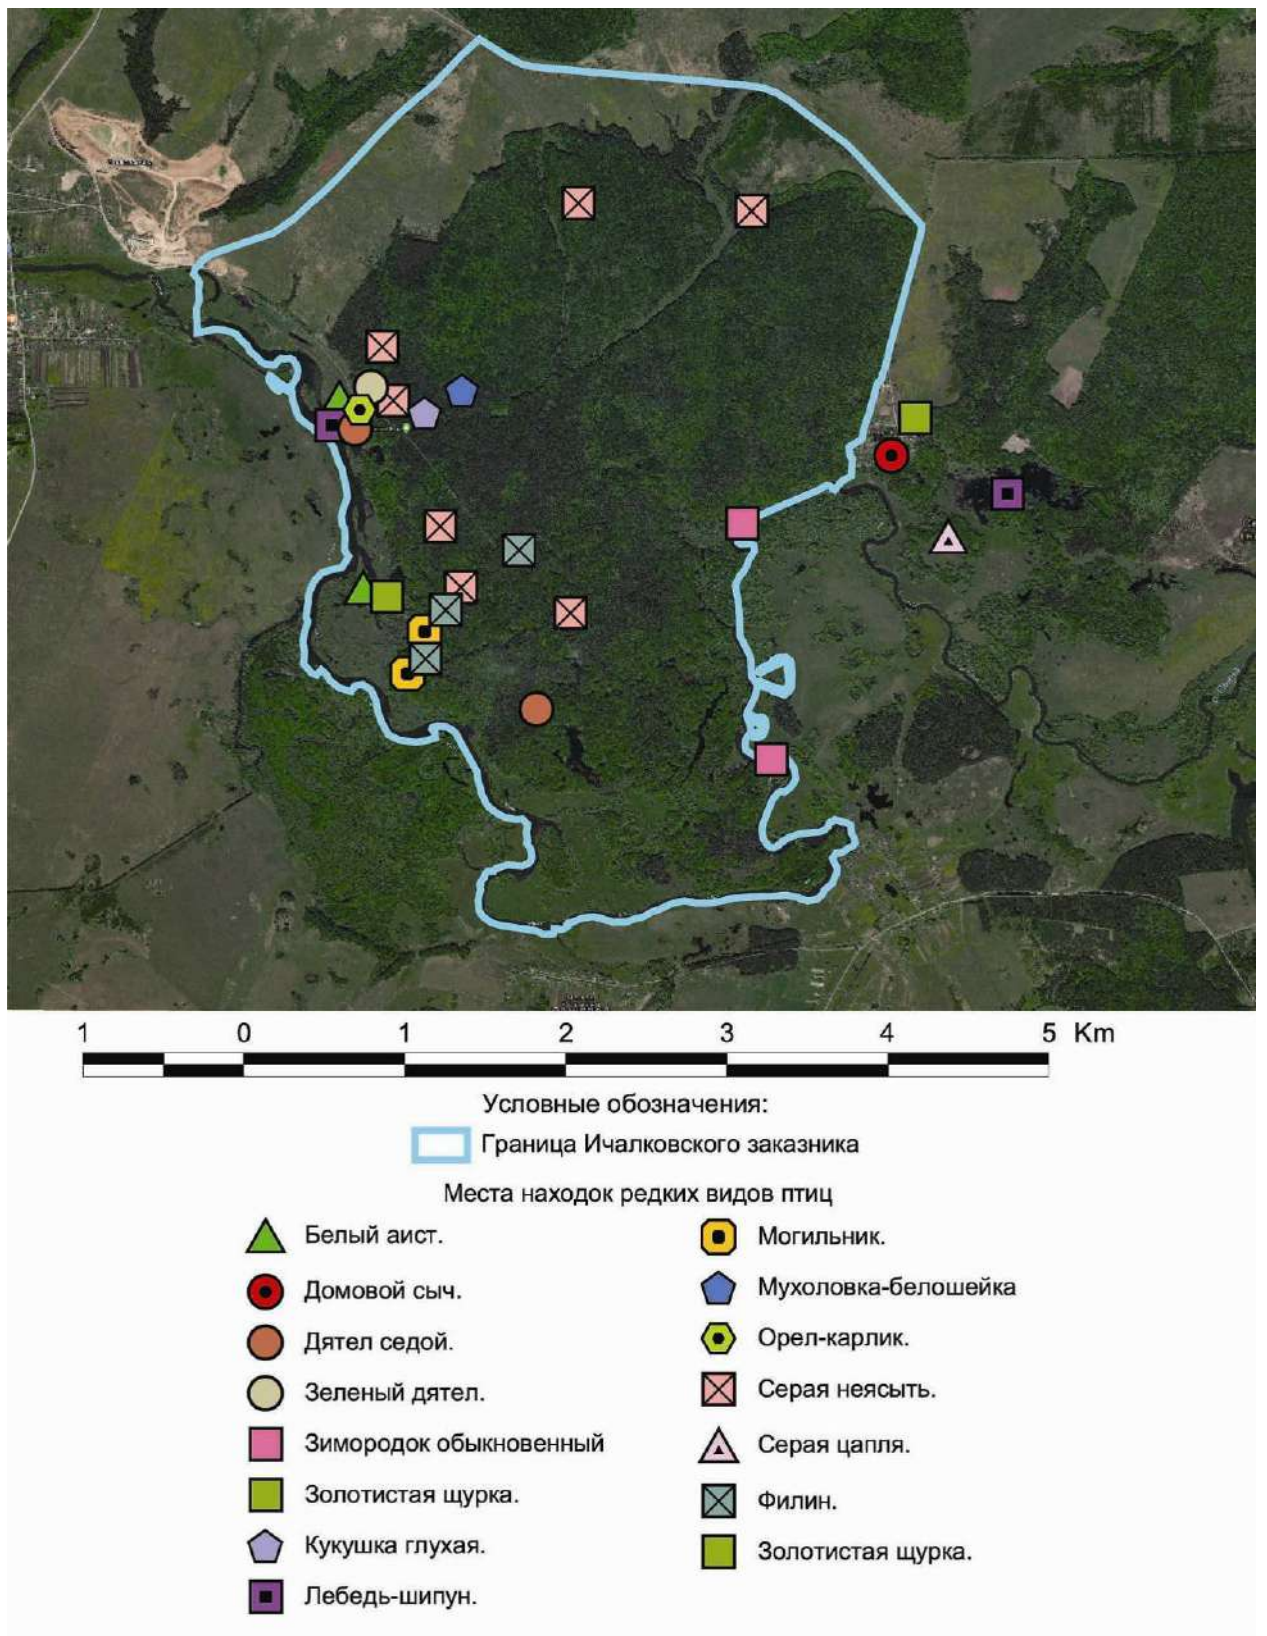 1 0 1 2 3 4 5 Km
Условные обозначения:
Граница Ичалковского заказника
Места находок редких видов птиц
Белый аист.
Домовой сыч.
Дятел седой.
Зеленый дятел.
Зимородок обыкновенный
Золотистая щурка.
Кукушка глухая.
Лебедь-шипун.
Могильник.
Мухоловка-белошейка
Орел-карлик.
Серая неясыть.
Серая цапля.
Филин.
Золотистая щурка.